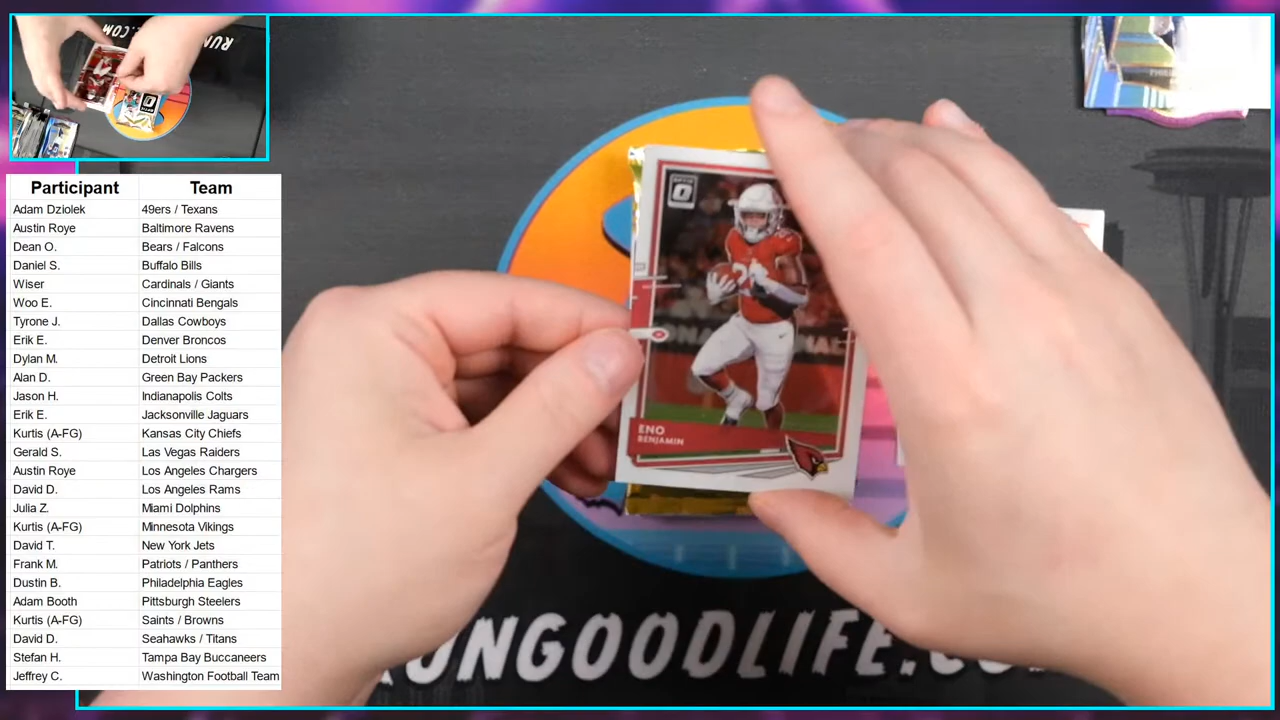 RUN
.COM
OPTIC
Participant Team
Adam Dziolek 49ers / Texans
Austin Roye Baltimore Ravens
Dean O. Bears / Falcons
Daniel S. Buffalo Bills
Wiser Cardinals / Giants
Woo E. Cincinnati Bengals
Tyrone J. Dallas Cowboys
Erik E. Denver Broncos
Dylan M. Detroit Lions
Alan D. Green Bay Packers
Jason H. Indianapolis Colts
Erik E. Jacksonville Jaguars
Kurtis (A-FG) Kansas City Chiefs
Gerald S. Las Vegas Raiders
Austin Roye Los Angeles Chargers
David D. Los Angeles Rams
Julia Z. Miami Dolphins
Kurtis (A-FG) Minnesota Vikings
David T. New York Jets
Frank M. Patriots / Panthers
Dustin B. Philadelphia Eagles
Adam Booth Pittsburgh Steelers
Kurtis (A-FG) Saints / Browns
David D. Seahawks / Titans
Stefan H. Tampa Bay Buccaneers
Jeffrey C. Washington Football Team
ENO
BENJAMIN
RUNGOODLIFE.CO